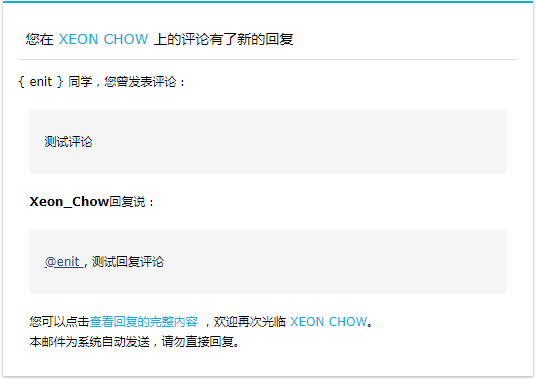 您在 XEON CHOW 上的评论有了新的回复
{ enit } 同学，您曾发表评论：
测试评论
Xeon_Chow回复说：
@enit , 测试回复评论
您可以点击查看回复的完整内容 ，欢迎再次光临 XEON CHOW。
本邮件为系统自动发送，请勿直接回复。